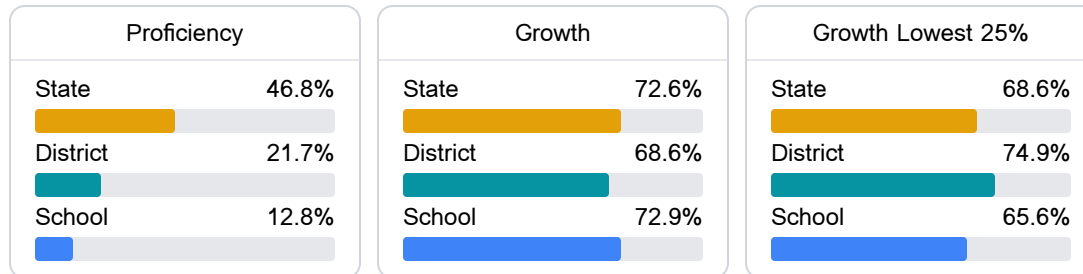 Proficiency
State 46.8%
District 21.7%
School 12.8%
Growth
State 72.6%
District 68.6%
School 72.9%
Growth Lowest 25%
State 68.6%
District 74.9%
School 65.6%